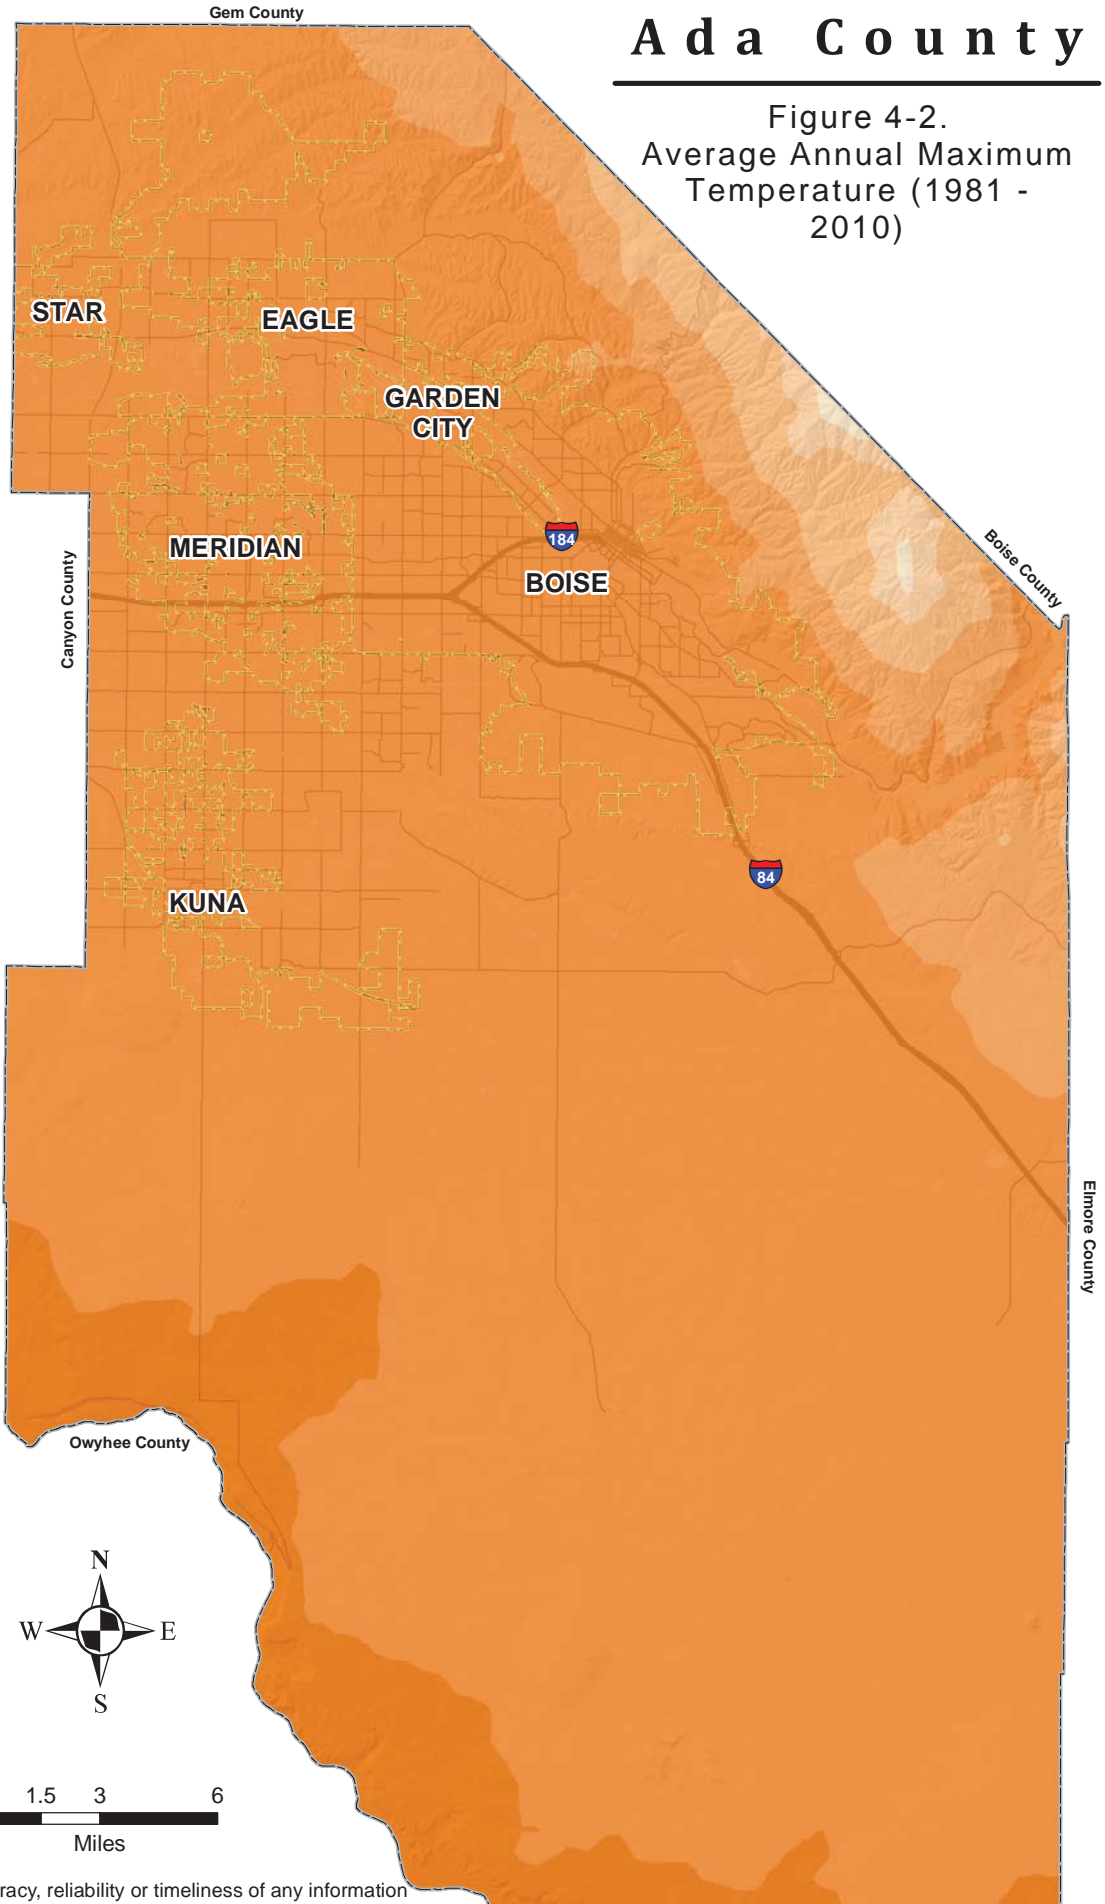 Gem County
Ada County
Figure 4-2.
Average Annual Maximum
Temperature (1981 -
2010)
STAR
EAGLE
GARDEN
CITY
184
MERIDIAN
BOISE
Boise County
Canyon County
84
KUNA
Elmore County
Owyhee County
N
W E
S
1.5 3 6
Miles
racy, reliability or timeliness of any information